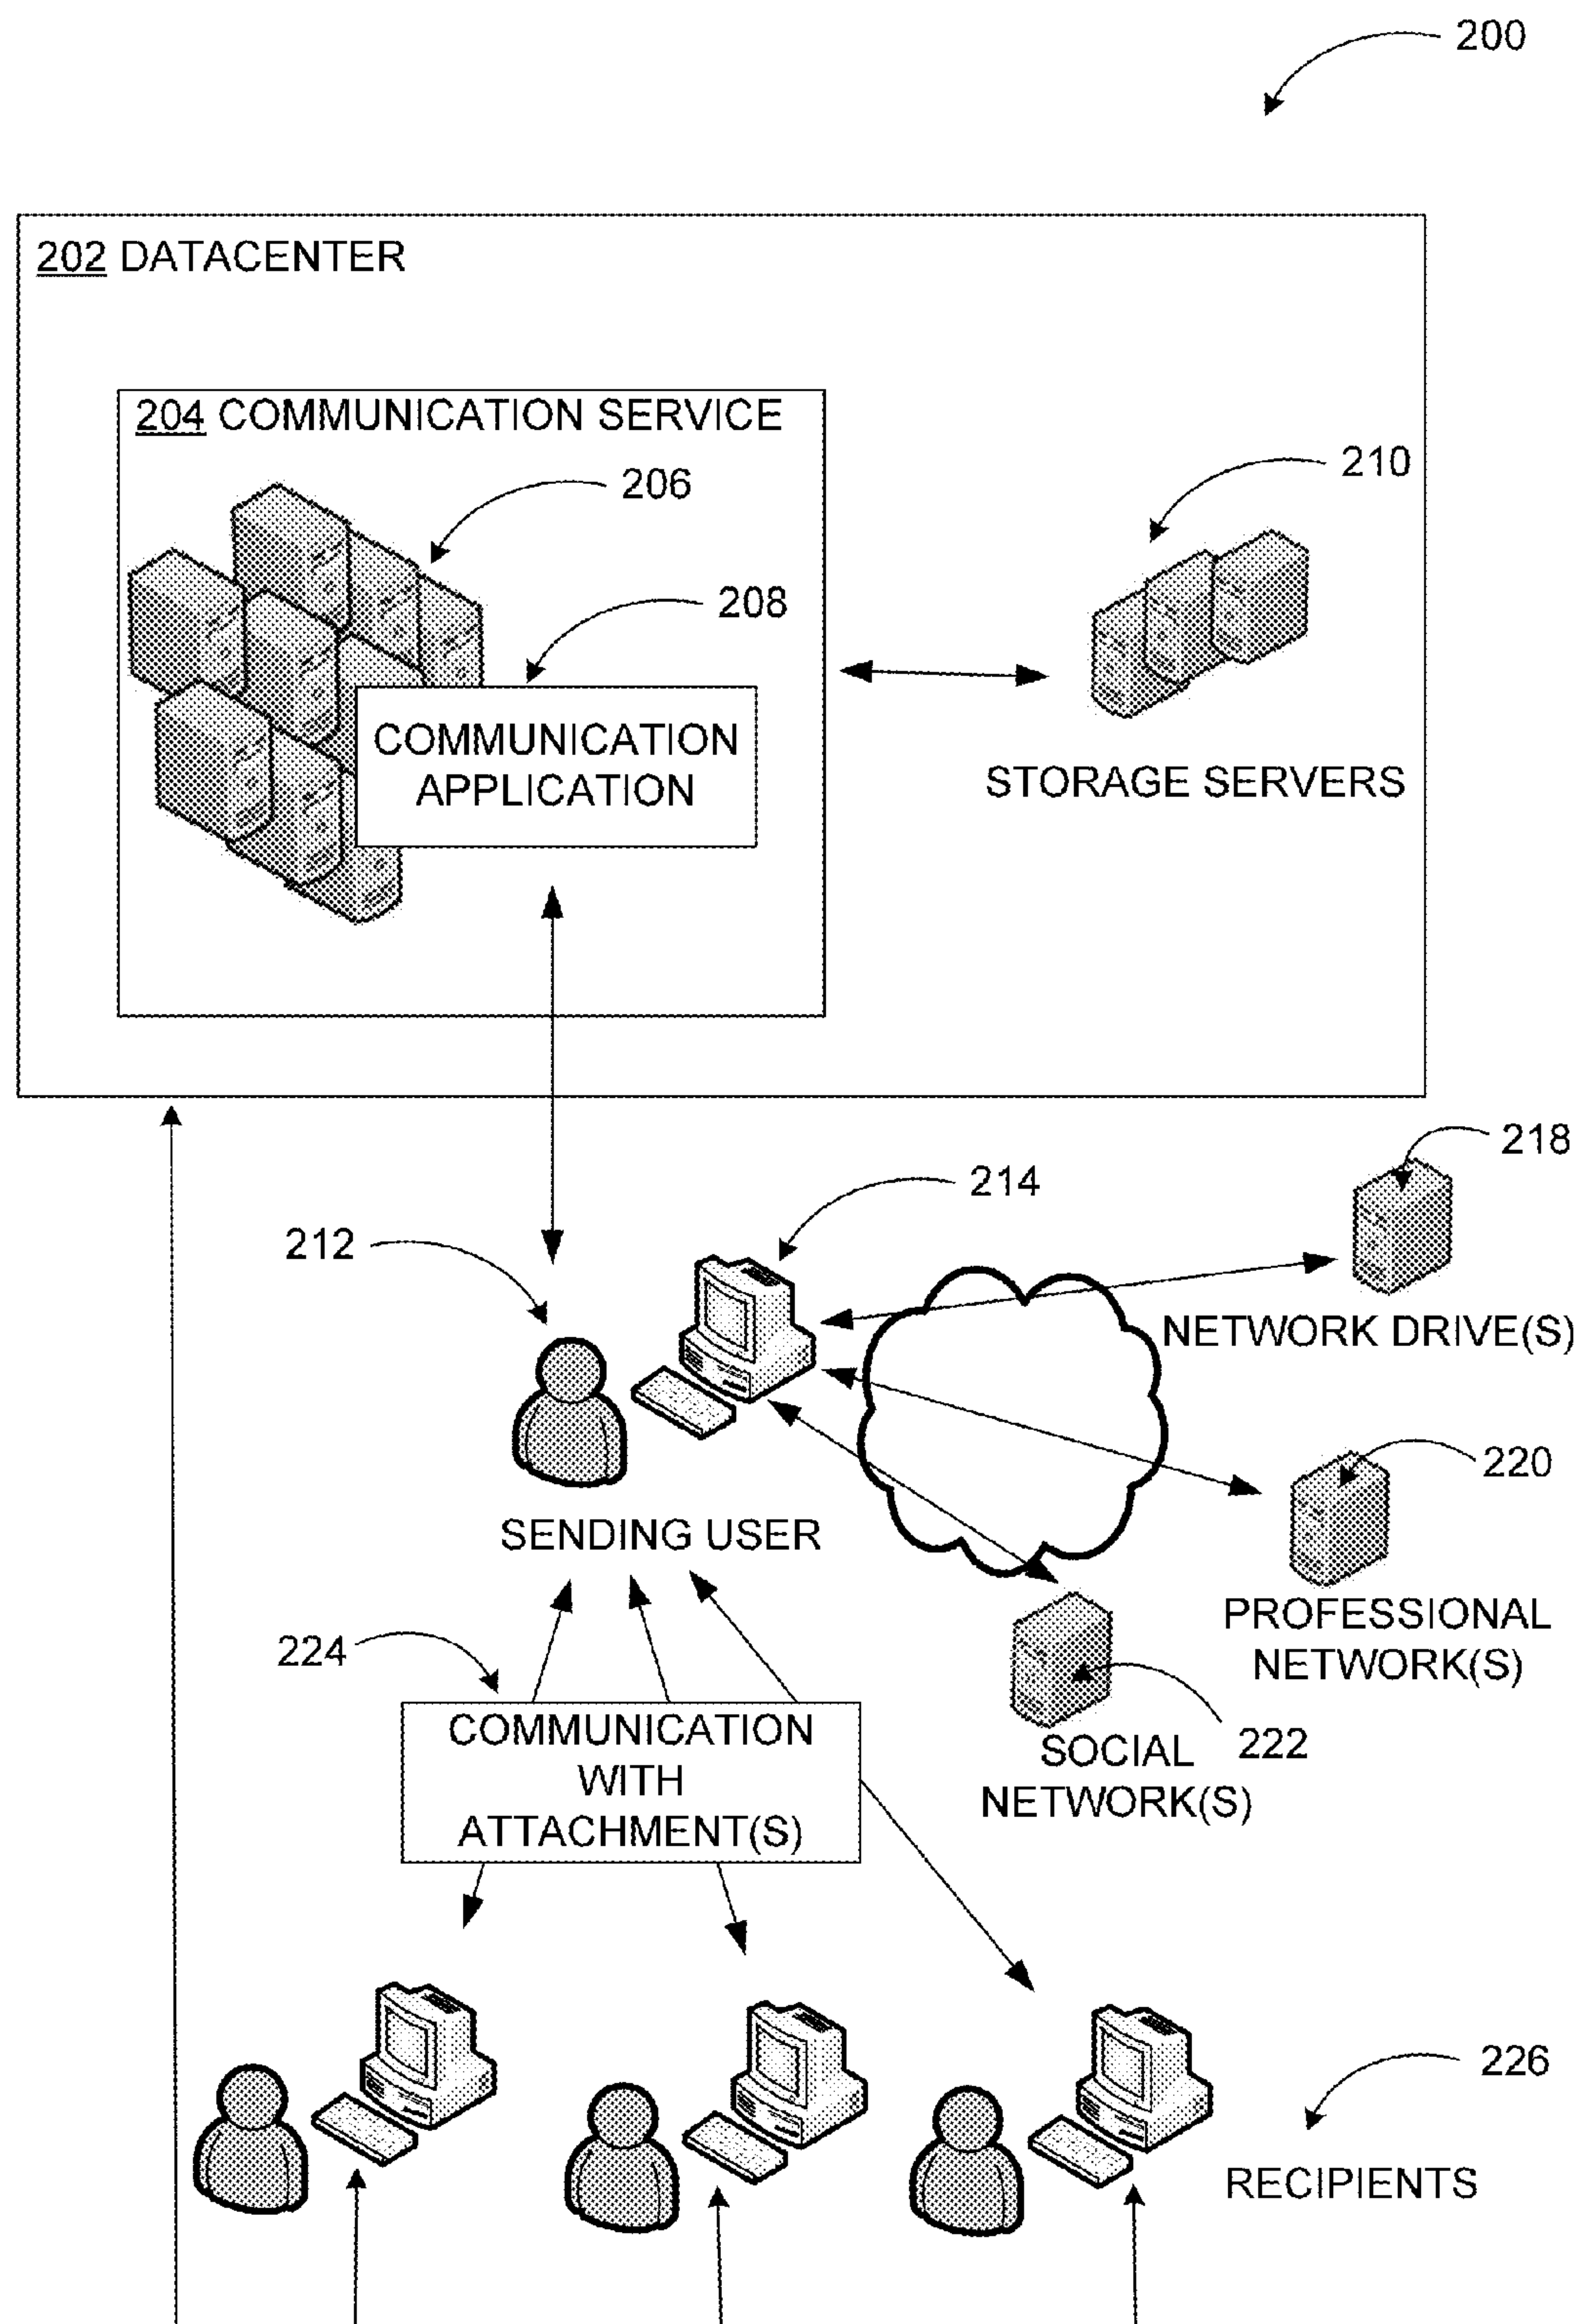 200
202 DATACENTER
204 COMMUNICATION SERVICE
206
210
208
COMMUNICATION
APPLICATION
STORAGE SERVERS
218
214
212
NETWORK DRIVE(S)
220
SENDING USER
PROFESSIONAL
NETWORK(S)
224
COMMUNICATION
WITH
ATTACHMENT(S)
222
SOCIAL
NETWORK(S)
226
RECIPIENTS